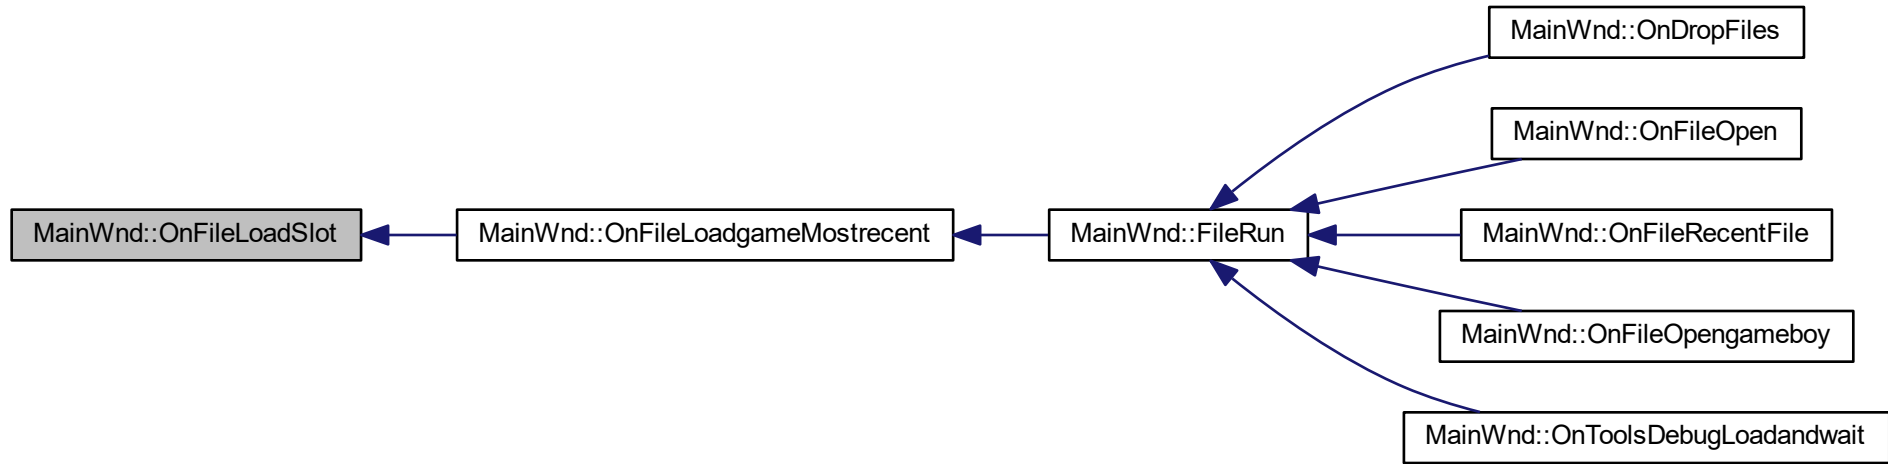 MainWnd::OnDropFiles
MainWnd::OnFileOpen
MainWnd::OnFileLoadSlot
MainWnd::OnFileLoadgameMostrecent
MainWnd::FileRun
MainWnd::OnFileRecentFile
MainWnd::OnFileOpengameboy
MainWnd::OnToolsDebugLoadandwait